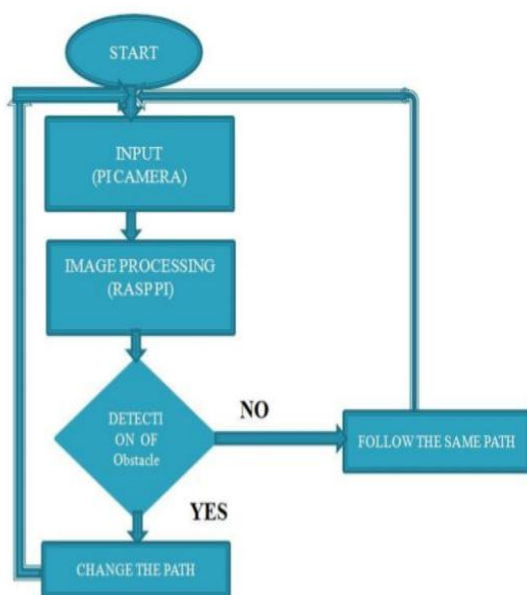 START
INPUT
(PI CAMERA)
IMAGE PROCESSING
(RASP PI)
DETECTI
ON OF
Obstacle
NO
FOLLOW THE SAME PATH
YES
CHANGE THE PATH